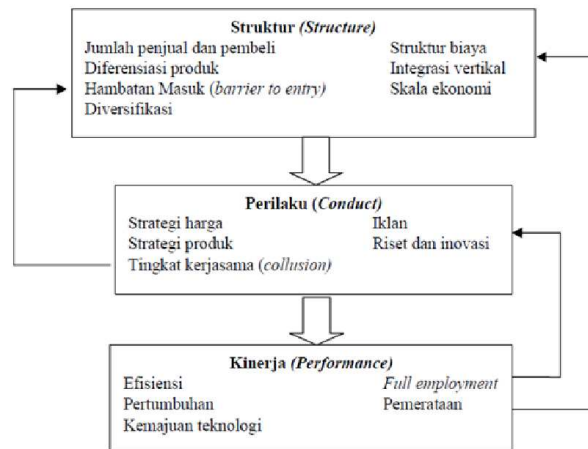 Struktur (Structure)
Jumlah penjual dan pembeli Struktur biaya
Diferensiasi produk Integrasi vertikal
Hambatan Masuk (barrier to entry) Skala ekonomi
Diversifikasi
Perilaku (Conduct)
Strategi harga Iklan
Strategi produk Riset dan inovasi
Tingkat kerjasama (collusion)
Kinerja (Performance)
Efisiensi Full employment
Pertumbuhan Pemerataan
Kemajuan teknologi